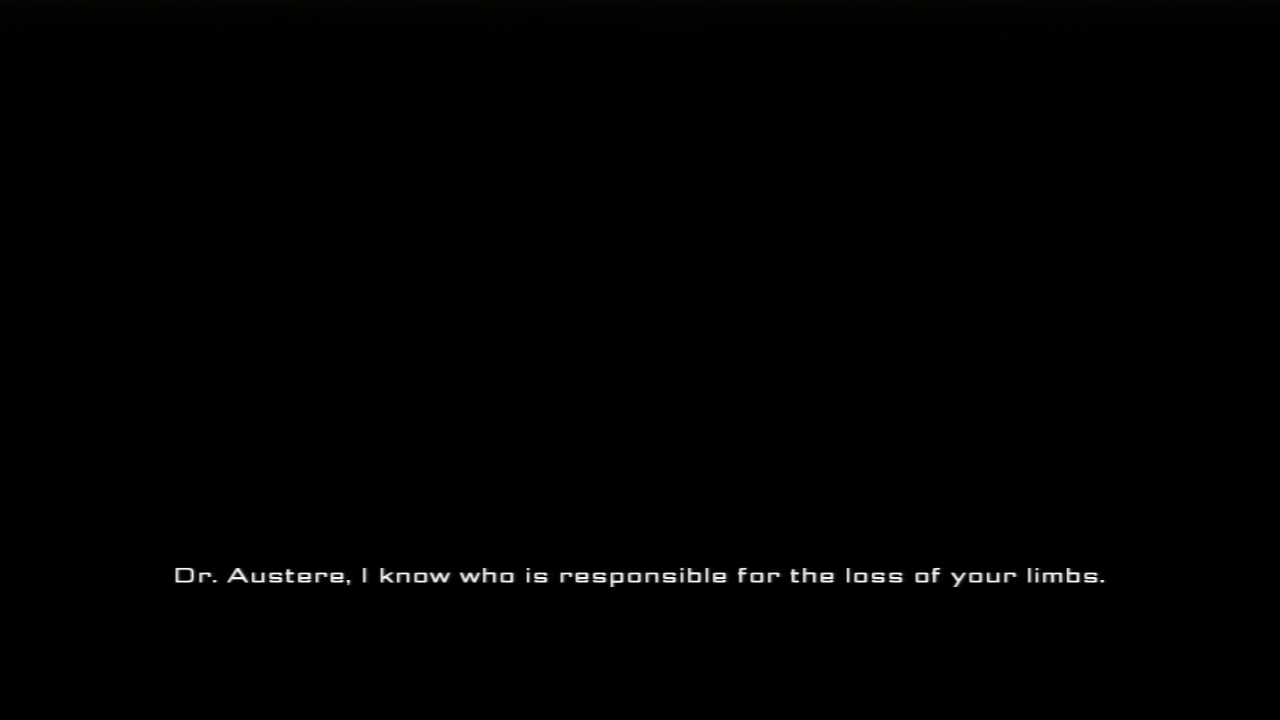 Dr. Austere, I know who is responsible for the loss of your limbs.